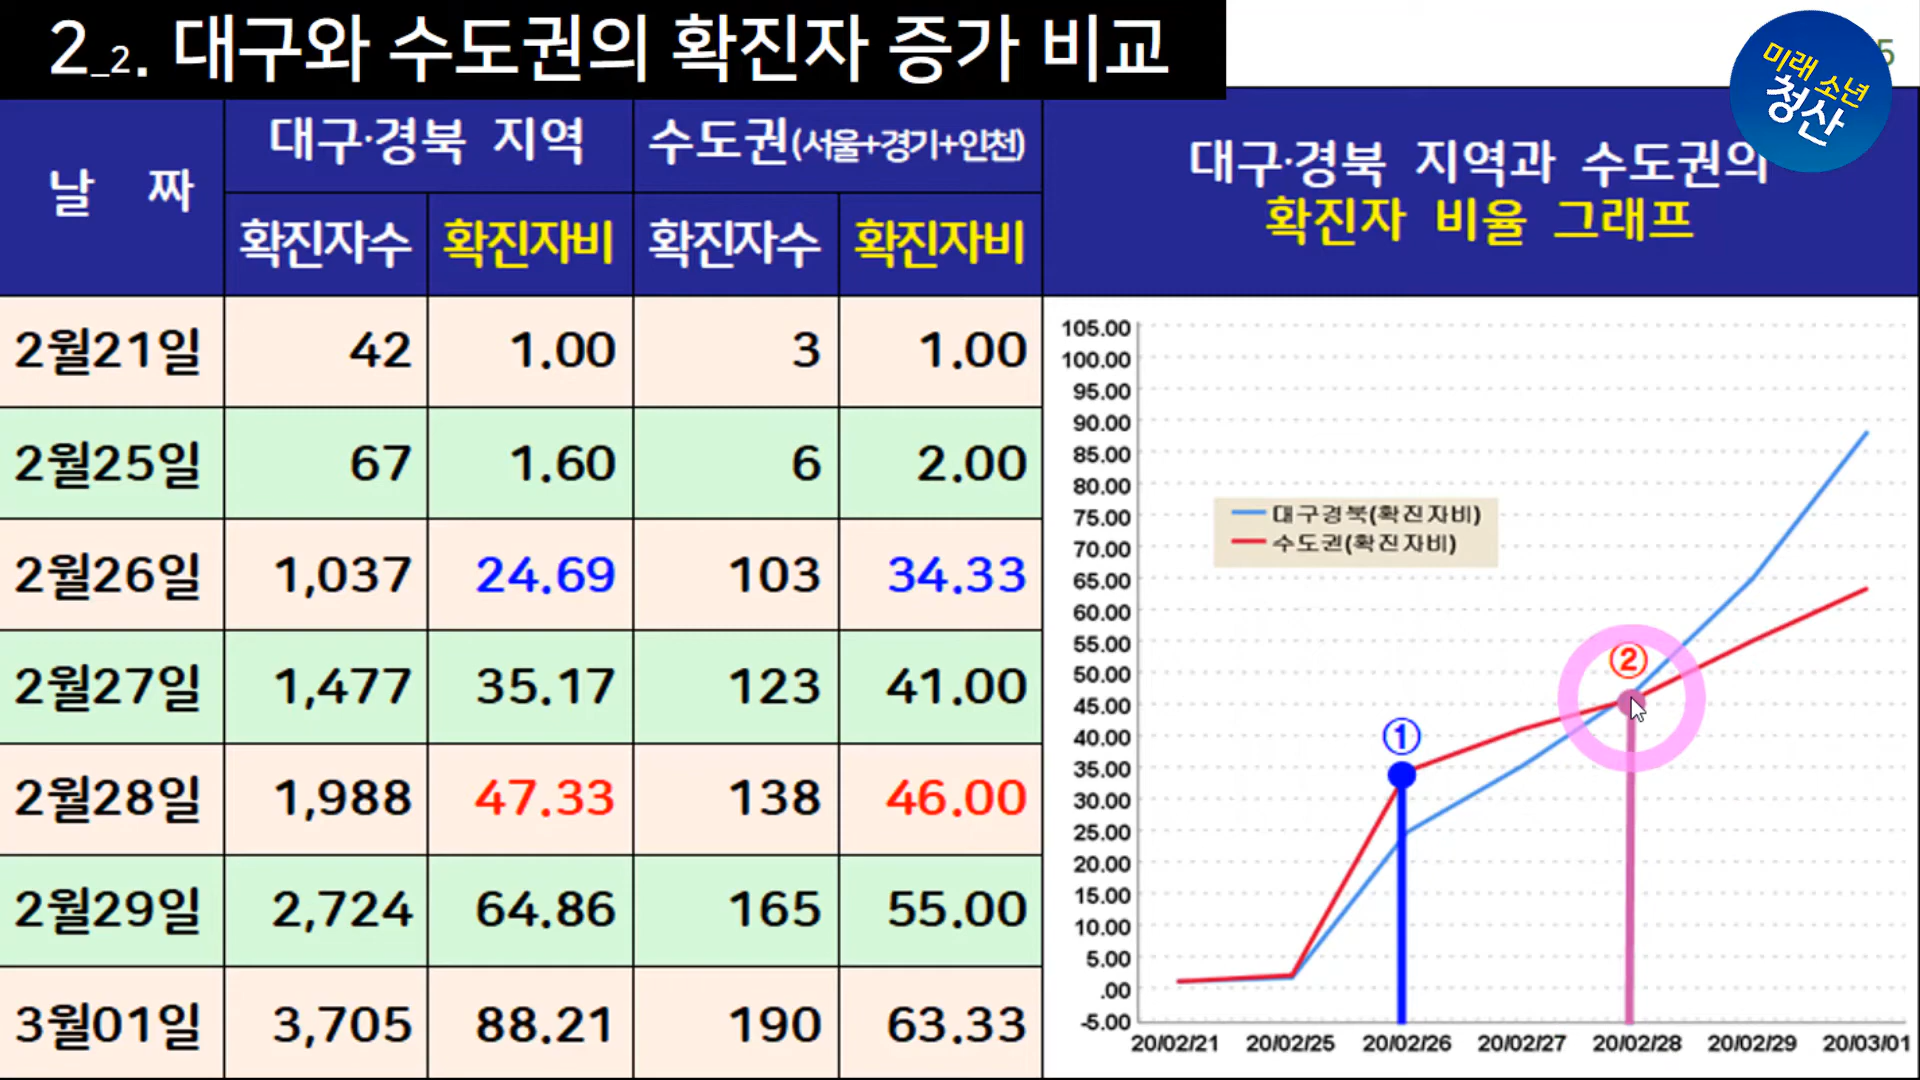 2_2. 대구와 수도권의 확진자 증가 비교
5
미래 소년
청산
날 짜
대구·경북 지역
수도권(서울+경기+인천)
확진자수
확진자비
확진자수
확진자비
대구·경북 지역과 수도권의
확진자 비율 그래프
2월21일 42 1.00 3 1.00
2월25일 67 1.60 6 2.00
2월26일 1,037 24.69 103 34.33
2월27일 1,477 35.17 123 41.00
2월28일 1,988 47.33 138 46.00
2월29일 2,724 64.86 165 55.00
3월01일 3,705 88.21 190 63.33
105.00
100.00
95.00
90.00
85.00
80.00
75.00
70.00
65.00
60.00
55.00
50.00
45.00
40.00
35.00
30.00
25.00
20.00
15.00
10.00
5.00
.00
-5.00
대구경북(확진자비)
수도권(확진자비)
①
②
20/02/21 20/02/25 20/02/26 20/02/27 20/02/28 20/02/29 20/03/01